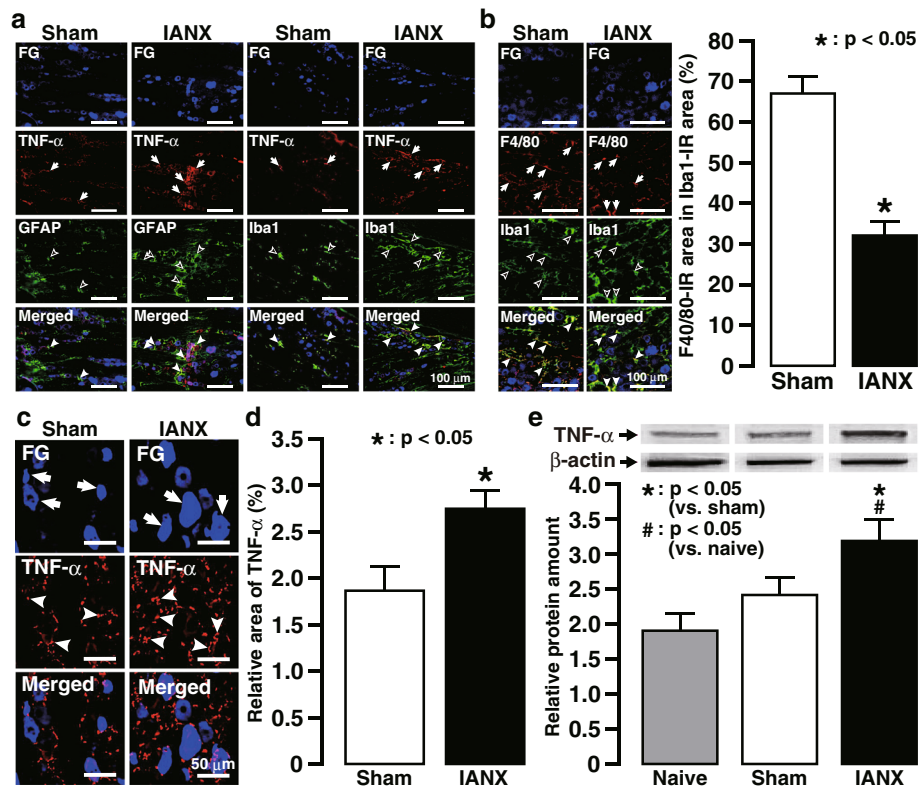 a
Sham IANX Sham IANX
FG FG FG FG
TNF-α TNF-α TNF-α TNF-α
GFAP GFAP Iba1 Iba1
Merged Merged Merged Merged
100 μm
b
Sham IANX
FG FG
F4/80 F4/80
Iba1 Iba1
Merged Merged
100 μm
F40/80-IR area in Iba1-IR area (%)
80
70
60
50
40
30
20
10
0
* : p < 0.05
*
Sham IANX
c
Sham IANX
FG FG
TNF-α TNF-α
Merged Merged
50 μm
d
Relative area of TNF-α (%)
3.5
3.0
2.5
2.0
1.5
1.0
0.5
0
* : p < 0.05
*
Sham IANX
e
TNF-α
β-actin
Relative protein amount
4.0
3.5
3.0
2.5
2.0
1.5
1.0
0.5
0
* : p < 0.05
(vs. sham)
# : p < 0.05
(vs. naive)
*
#
Naive Sham IANX